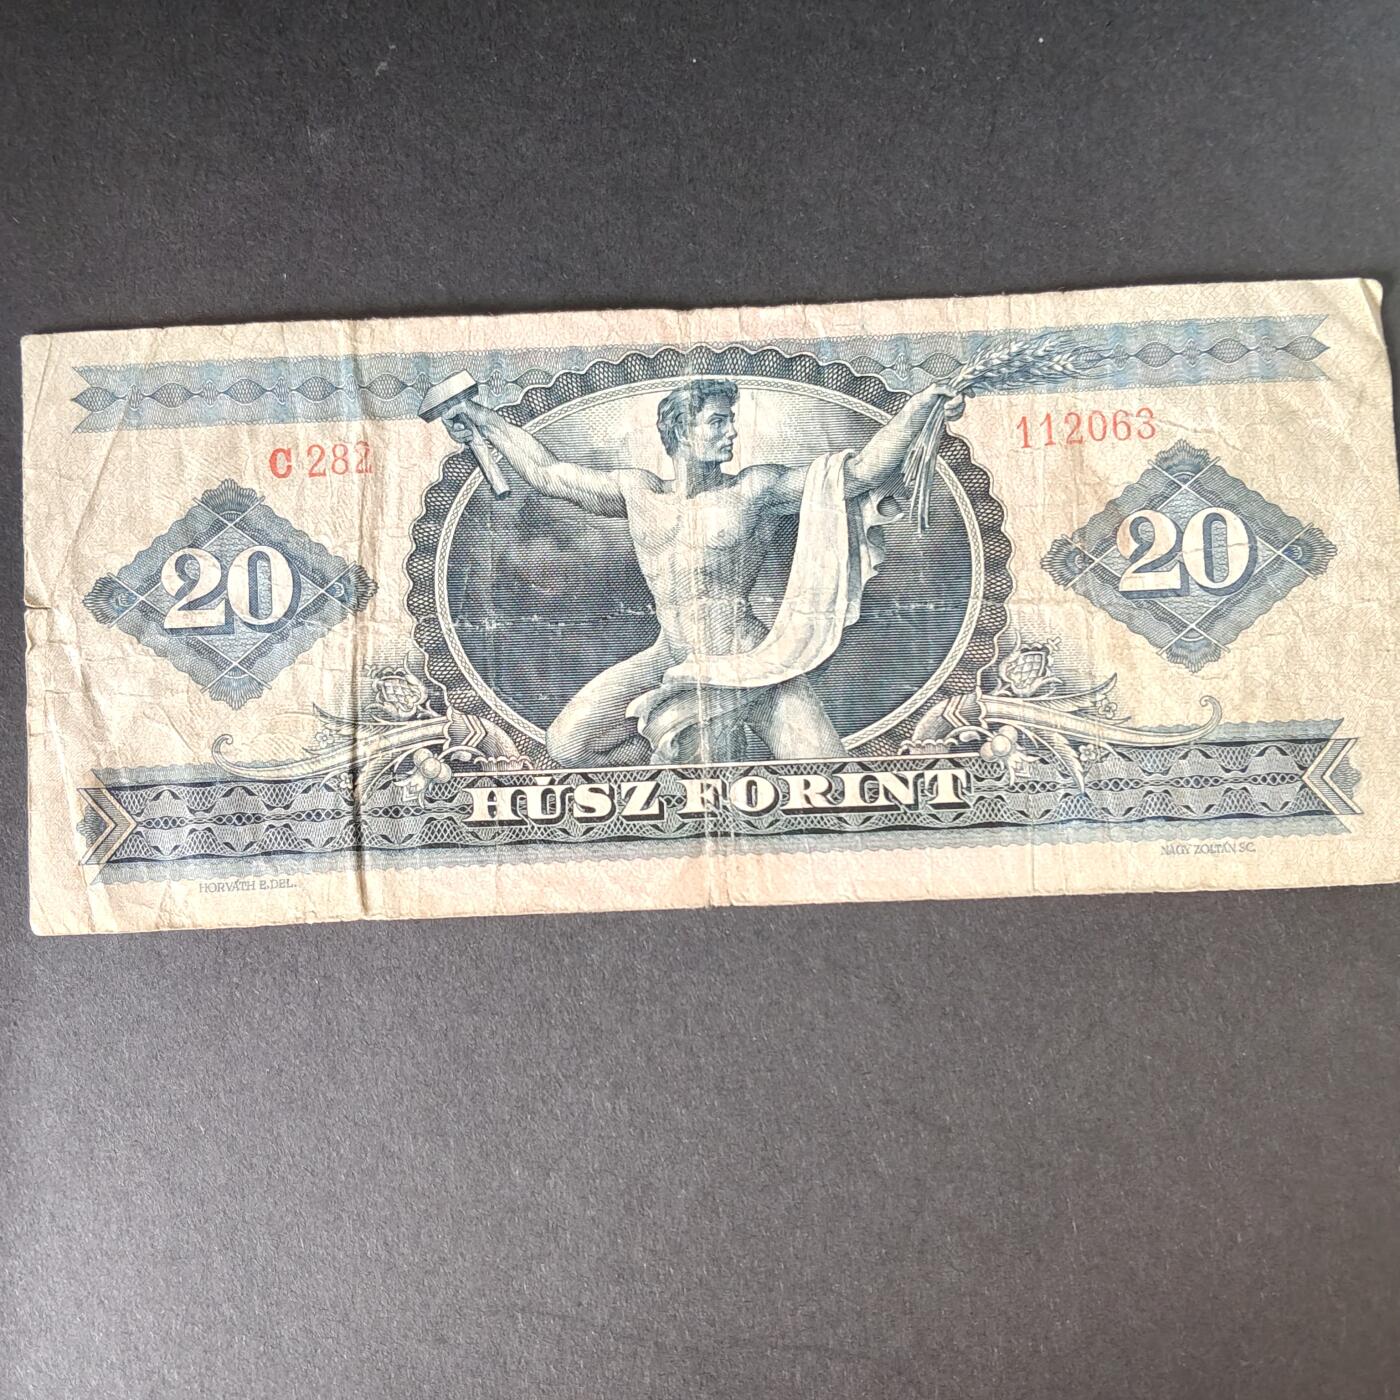 C 282
112063
20
20
HÚSZ FORINT
HORVÁTH E.DEL.
NAGY ZOLTÁN SC.